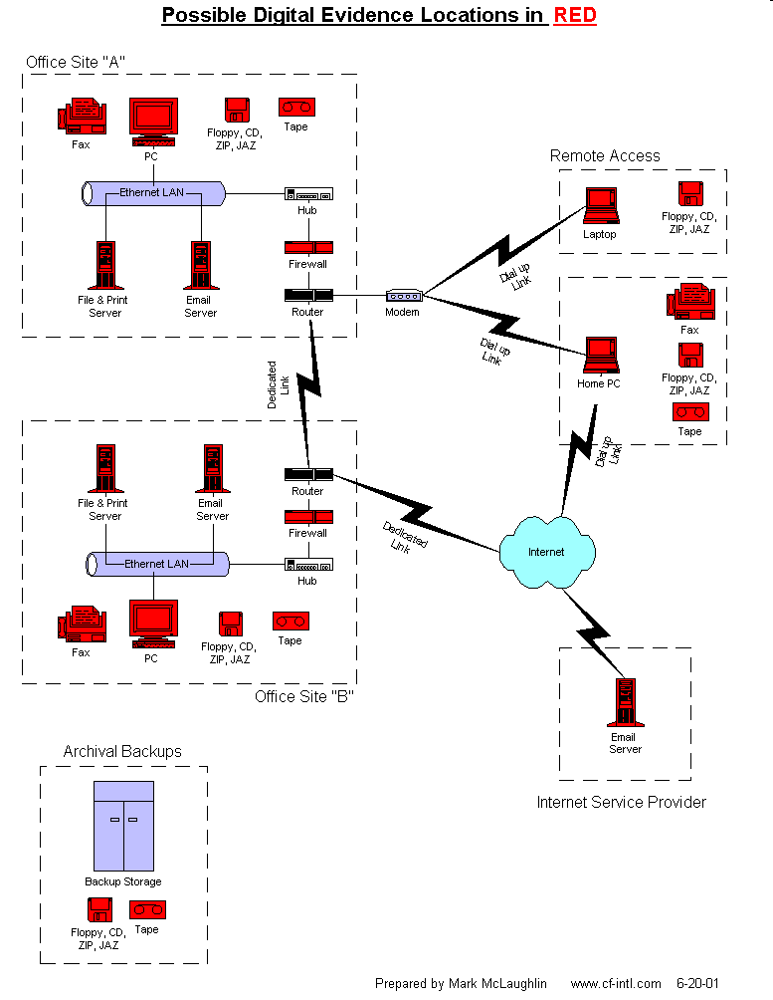 Possible Digital Evidence Locations in RED
Office Site "A"
Fax
PC
Floppy, CD,
ZIP, JAZ
Tape
Ethernet LAN
Hub
Firewall
File & Print
Server
Email
Server
Router
Modem
Remote Access
Laptop
Floppy, CD,
ZIP, JAZ
Dial up
Link
Dial up
Link
Fax
Home PC
Floppy, CD,
ZIP, JAZ
Tape
Dial up
Link
Dedicated
Link
File & Print
Server
Email
Server
Router
Firewall
Ethernet LAN
Hub
Fax
PC
Floppy, CD,
ZIP, JAZ
Tape
Office Site "B"
Dedicated
Link
Internet
Email
Server
Internet Service Provider
Archival Backups
Backup Storage
Floppy, CD,
ZIP, JAZ
Tape
Prepared by Mark McLaughlin www.cf-intl.com 6-20-01